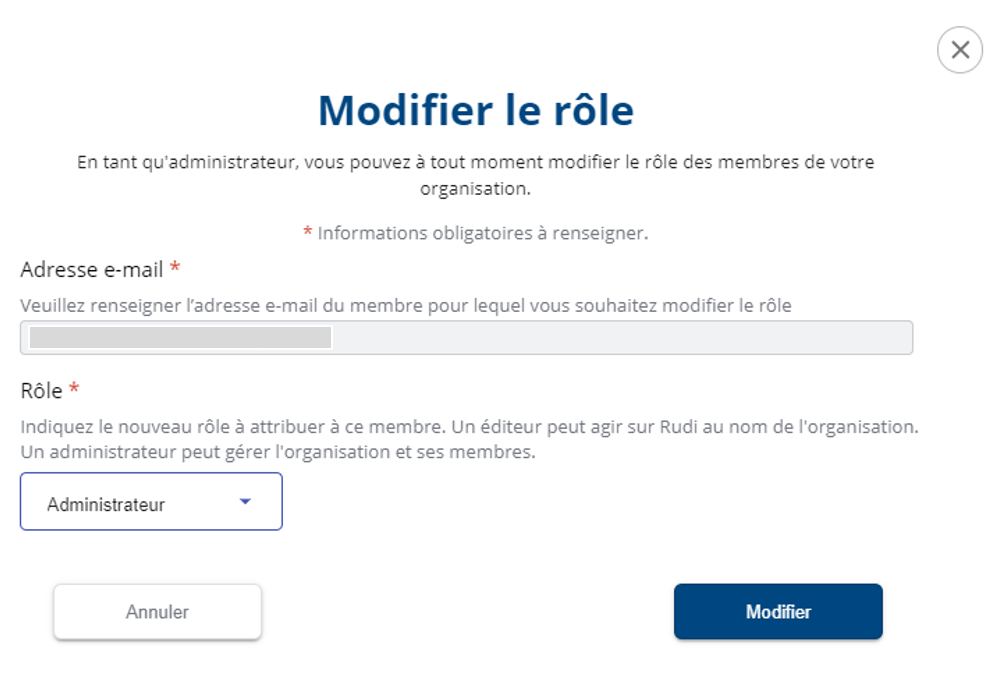 Modifier le rôle
En tant qu'administrateur, vous pouvez à tout moment modifier le rôle des membres de votre
organisation.
* Informations obligatoires à renseigner.
Adresse e-mail *
Veuillez renseigner l’adresse e-mail du membre pour lequel vous souhaitez modifier le rôle
Rôle *
Indiquez le nouveau rôle à attribuer à ce membre. Un éditeur peut agir sur Rudi au nom de l'organisation.
Un administrateur peut gérer l'organisation et ses membres.
Administrateur
Annuler
Modifier